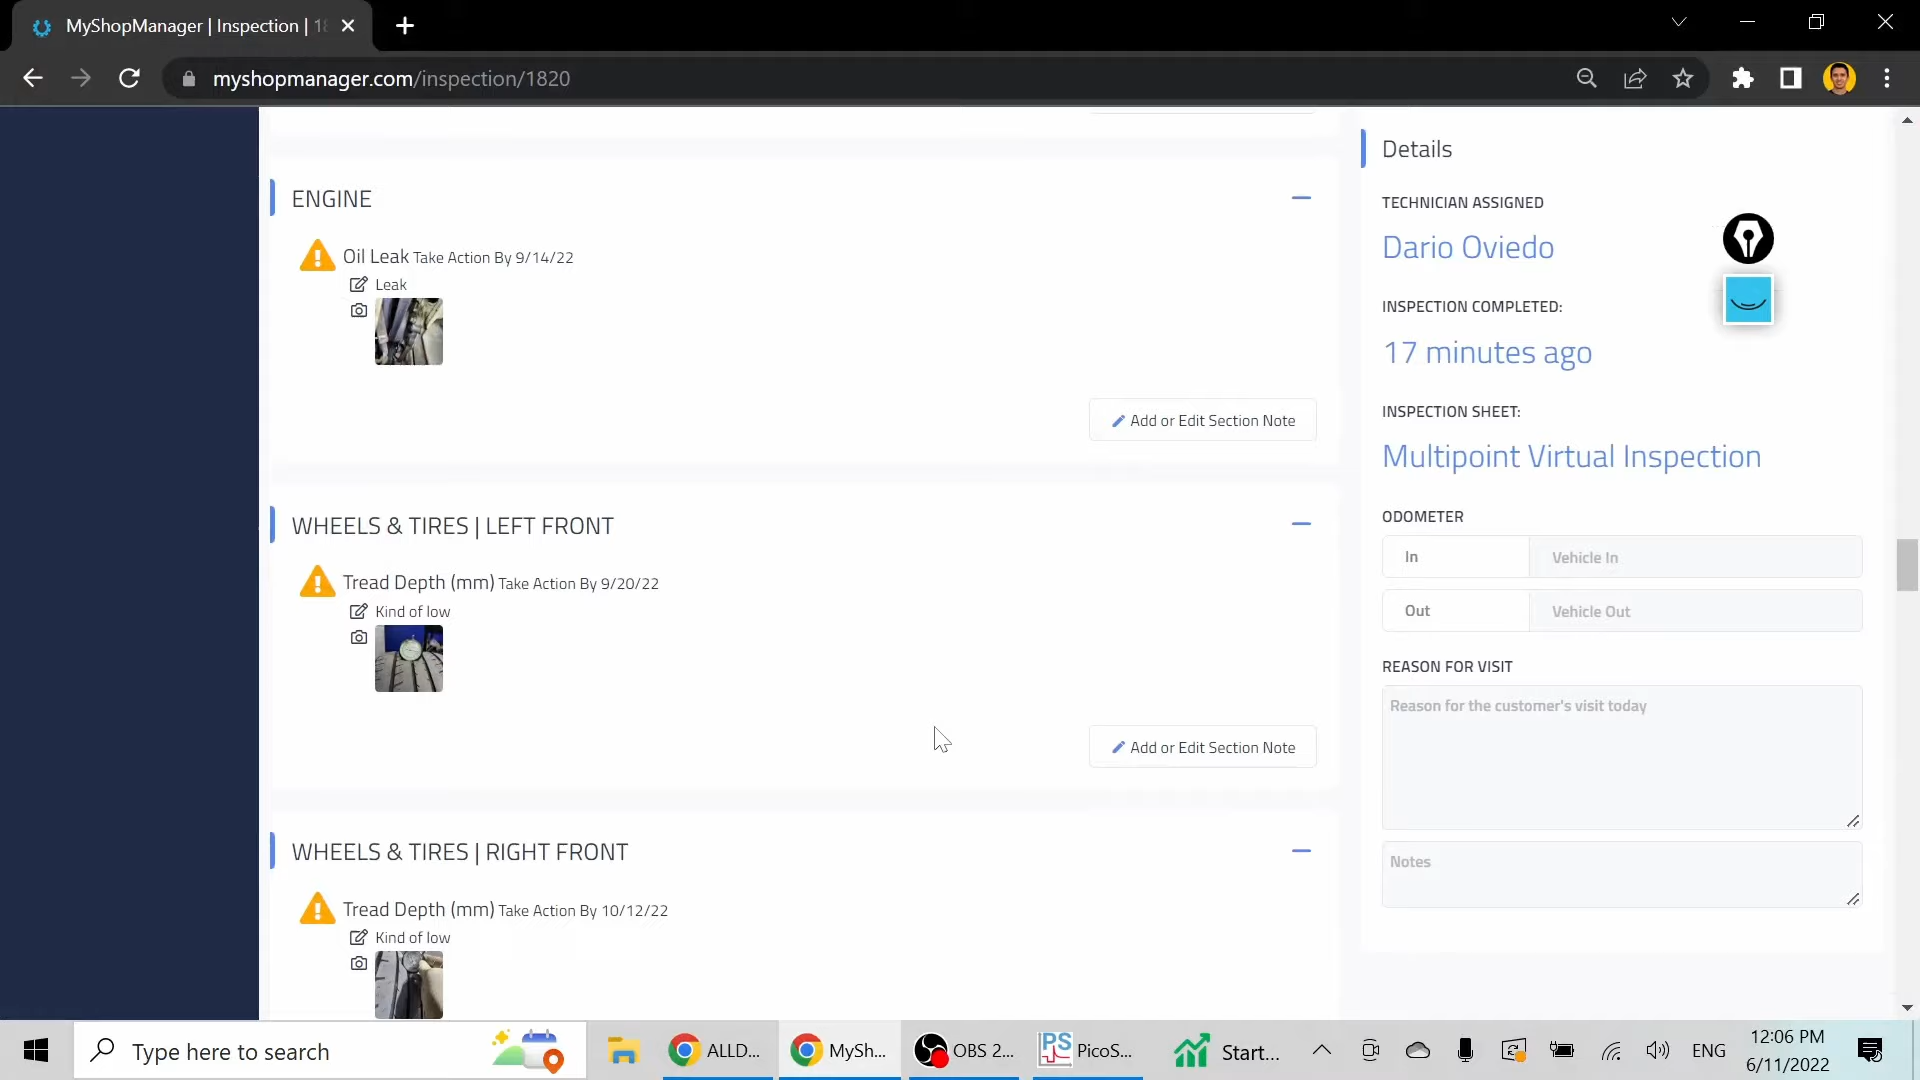 MyShopManager | Inspection | 18
myshopmanager.com/inspection/1820
ENGINE
Oil Leak Take Action By 9/14/22
Leak
Add or Edit Section Note
WHEELS & TIRES | LEFT FRONT
Tread Depth (mm) Take Action By 9/20/22
Kind of low
Add or Edit Section Note
WHEELS & TIRES | RIGHT FRONT
Tread Depth (mm) Take Action By 10/12/22
Kind of low
Details
TECHNICIAN ASSIGNED
Dario Oviedo
INSPECTION COMPLETED:
17 minutes ago
INSPECTION SHEET:
Multipoint Virtual Inspection
ODOMETER
In Vehicle In
Out Vehicle Out
REASON FOR VISIT
Reason for the customer's visit today
Notes
Type here to search
ALLD...
MySh...
OBS 2...
PS
PicoS...
Start...
ENG
12:06 PM
6/11/2022